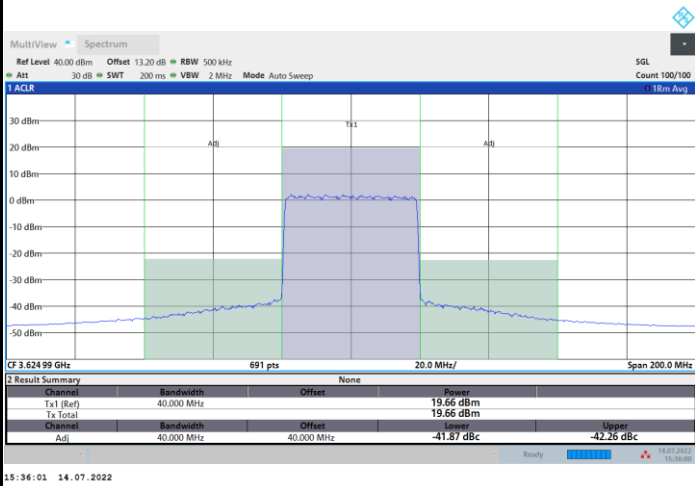 MultiView Spectrum
Ref Level 40.00 dBm Offset 13.20 dB RBW 500 kHz SGL
Att 30 dB SWT 200 ms VBW 2 MHz Mode Auto Sweep Count 100/100
1 ACLR 1Rm Avg
30 dBm
Tx1
20 dBm
Adj Adj
10 dBm
0 dBm
-10 dBm
-20 dBm
-30 dBm
-40 dBm
-50 dBm
CF 3.624 99 GHz 691 pts 20.0 MHz/ Span 200.0 MHz
2 Result Summary None
Channel Bandwidth Offset Power
Tx1 (Ref) 40.000 MHz 19.66 dBm
Tx Total 19.66 dBm
Channel Bandwidth Offset Lower Upper
Adj 40.000 MHz 40.000 MHz -41.87 dBc -42.26 dBc
Ready 14.07.2022
15:36:00
15:36:01 14.07.2022